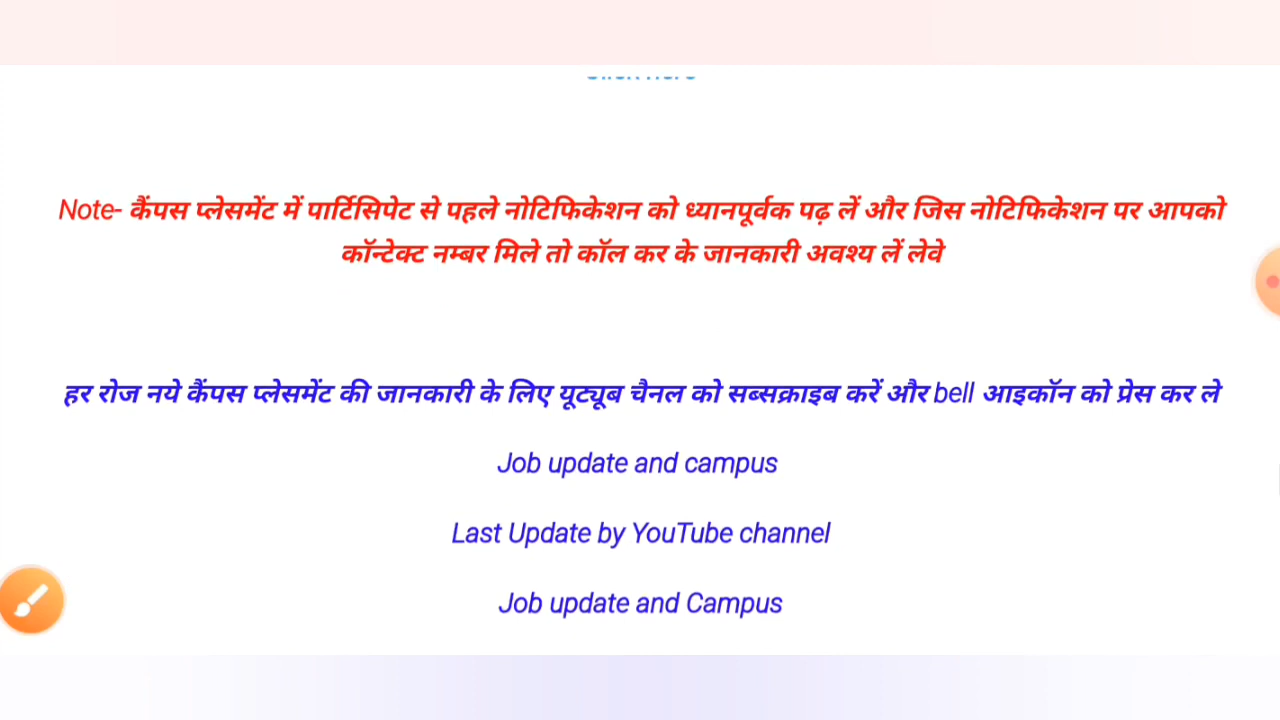 Note- कैंपस प्लेसमेंट में पार्टिसिपेट से पहले नोटिफिकेशन को ध्यानपूर्वक पढ़ लें और जिस नोटिफिकेशन पर आपको
कॉन्टेक्ट नम्बर मिले तो कॉल कर के जानकारी अवश्य लें लेवे
हर रोज नये कैंपस प्लेसमेंट की जानकारी के लिए यूट्यूब चैनल को सब्सक्राइब करें और bell आइकॉन को प्रेस कर ले
Job update and campus
Last Update by YouTube channel
Job update and Campus